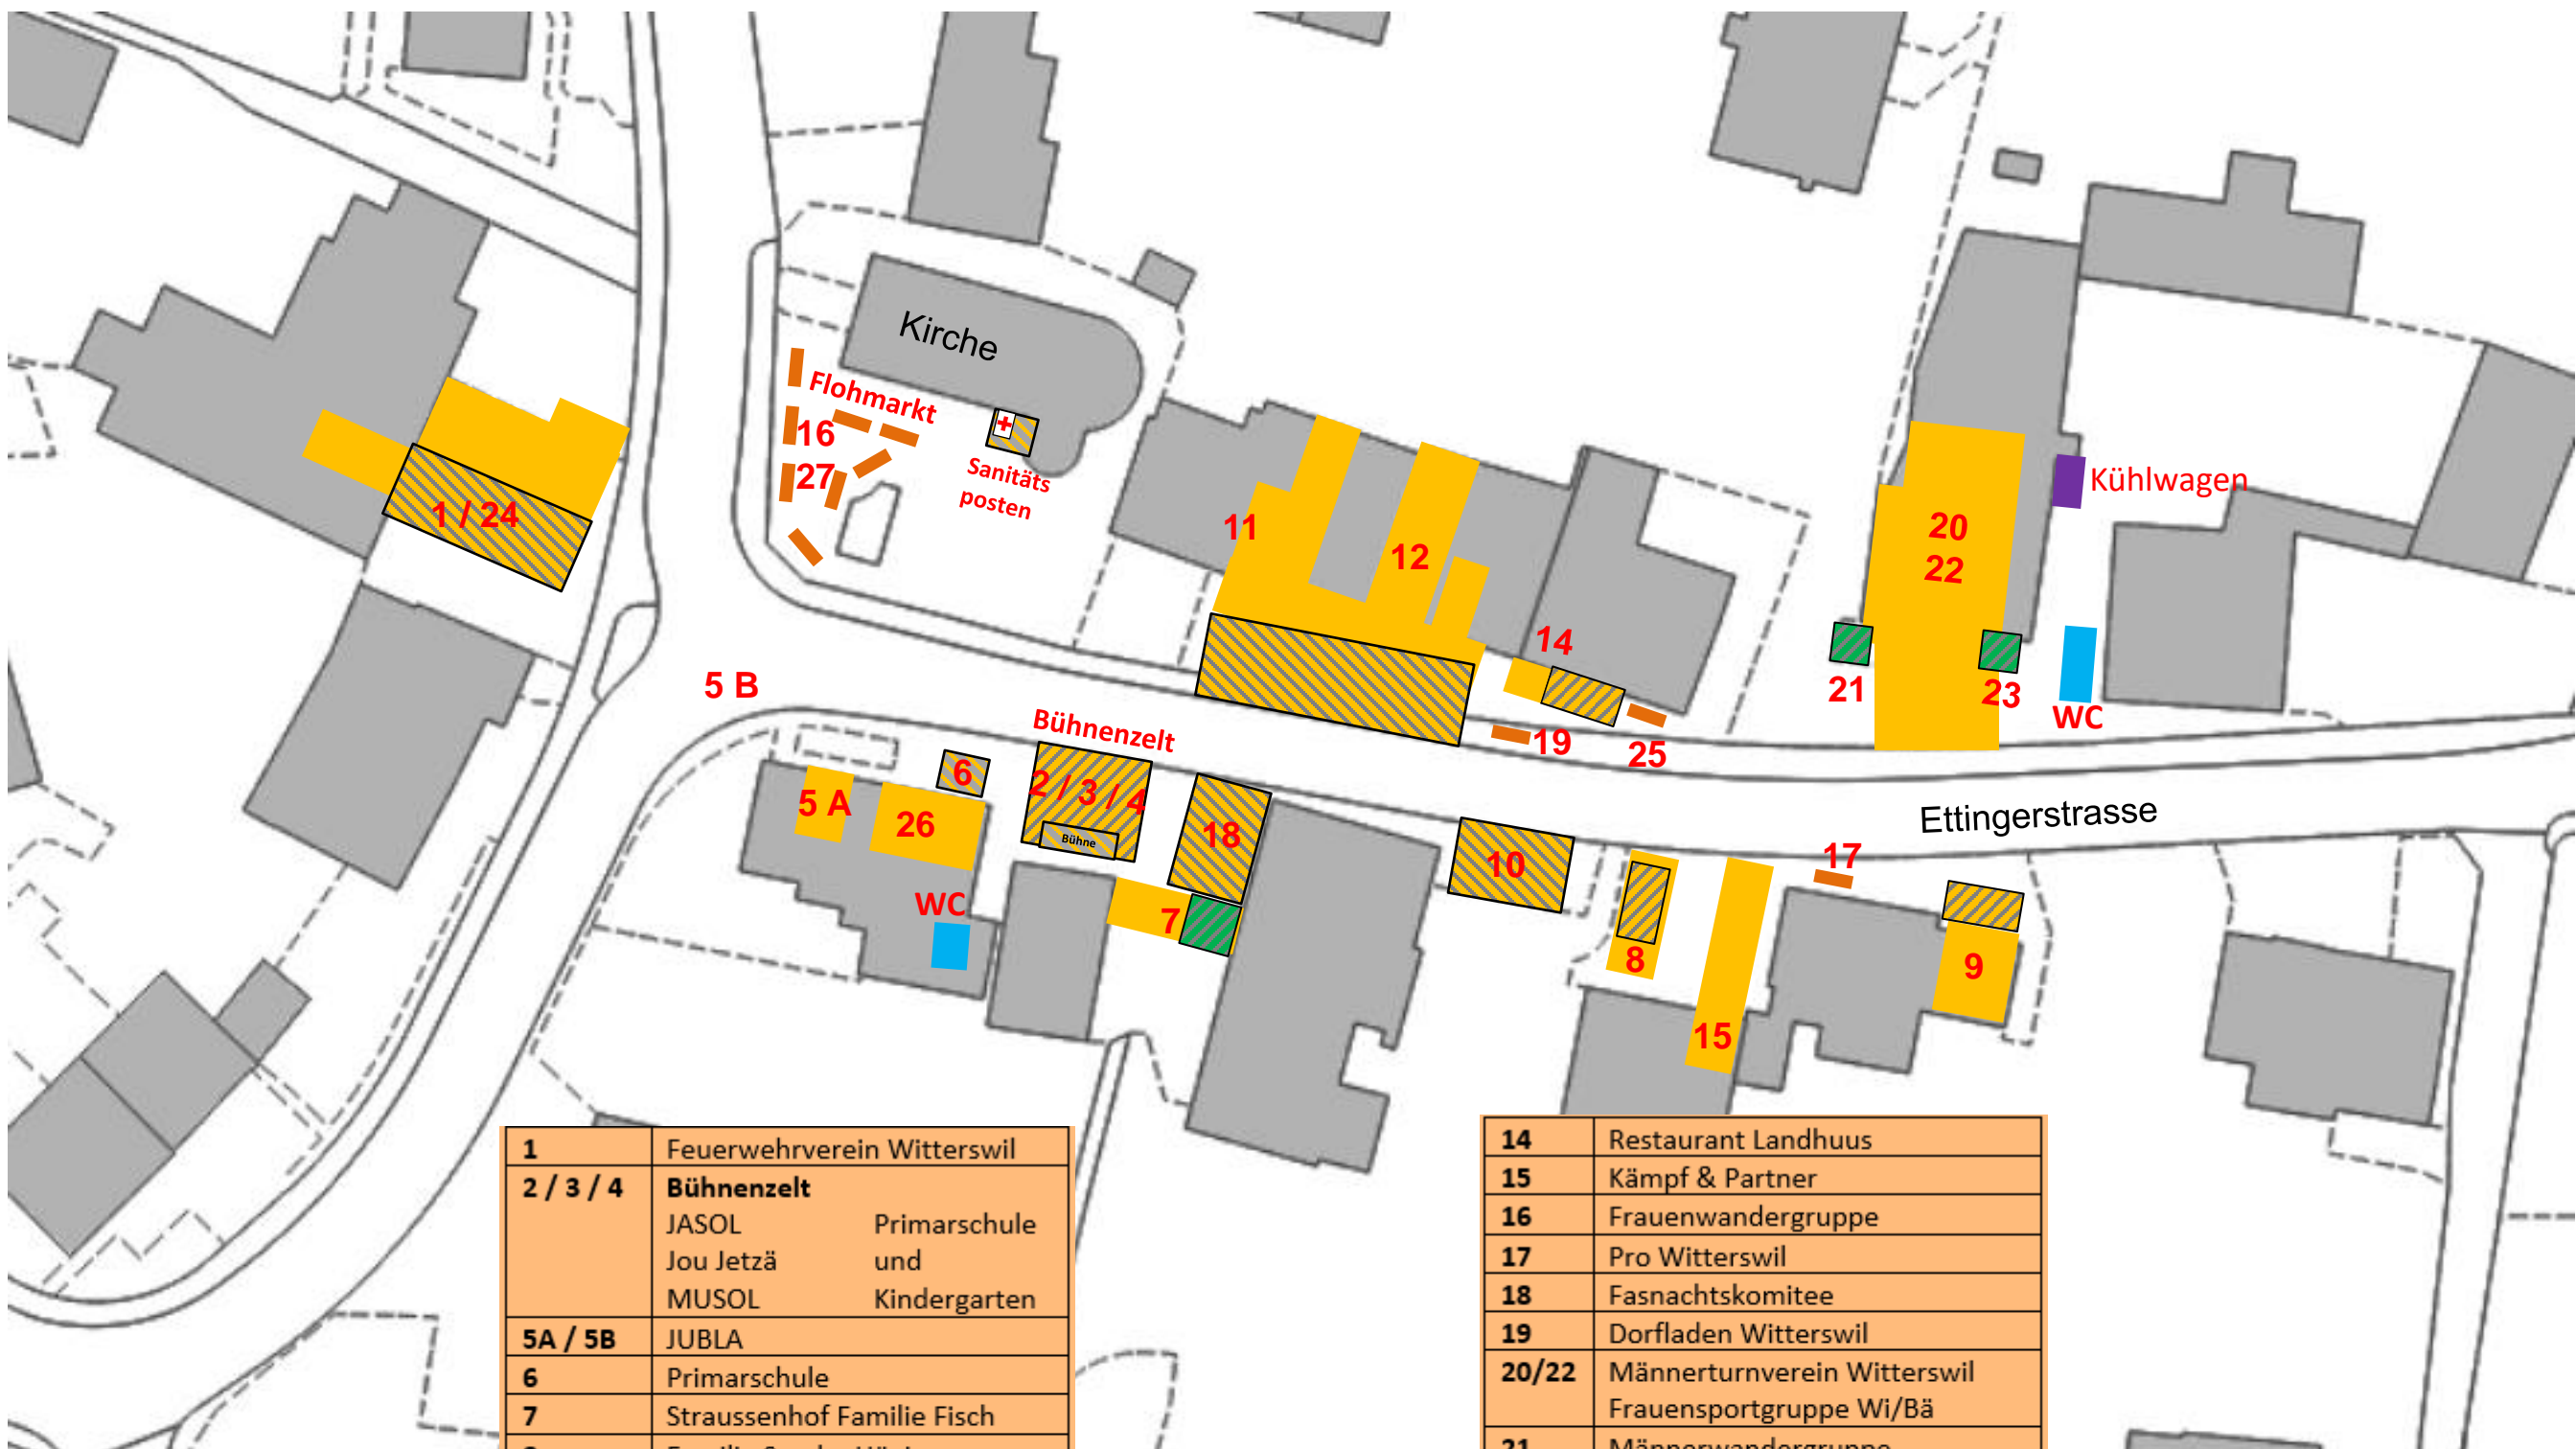 Kirche
Flohmarkt
16
27
Sanitäts
posten
1 / 24
11
12
14
20
22
Kühlwagen
21
23
WC
5 B
Bühnenzelt
19
25
2 / 3 / 4
Bühne
6
5 A
26
18
10
Ettingerstrasse
17
WC
7
8
9
15
1 Feuerwehrverein Witterswil
2 / 3 / 4 Bühnenzelt
JASOL Primarschule
Jou Jetzä und
MUSOL Kindergarten
5A / 5B JUBLA
6 Primarschule
7 Straussenhof Familie Fisch
14 Restaurant Landhuus
15 Kämpf & Partner
16 Frauenwandergruppe
17 Pro Witterswil
18 Fasnachtskomitee
19 Dorfladen Witterswil
20/22 Männerturnverein Witterswil
Frauensportgruppe Wi/Bä
21 Männerwandergruppe